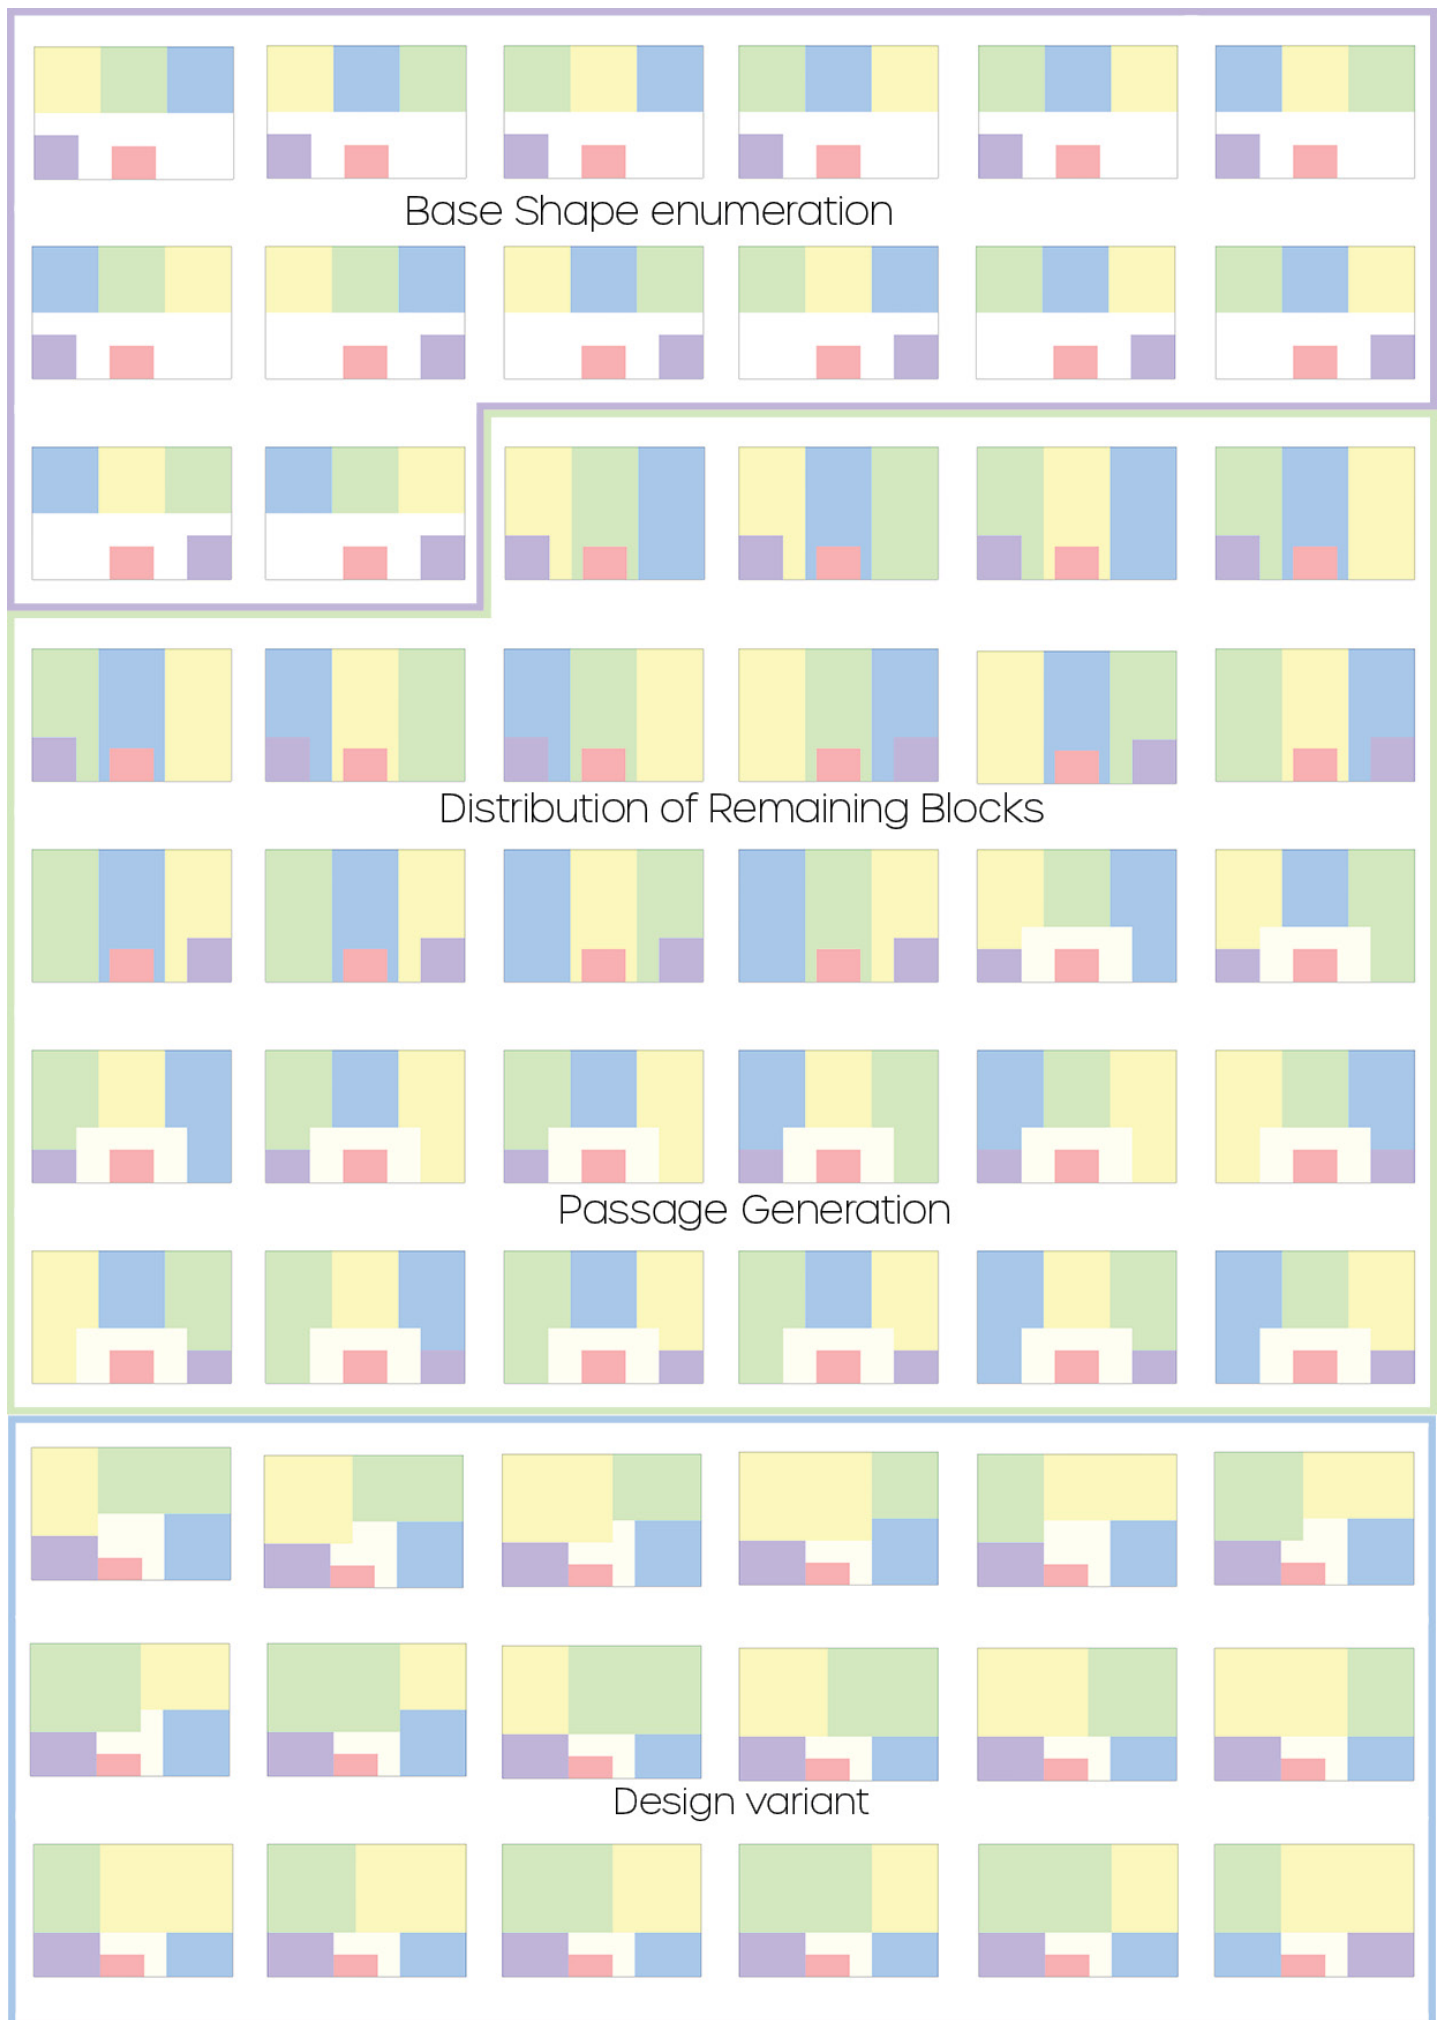 Base Shape enumeration
Distribution of Remaining Blocks
Passage Generation
Design variant